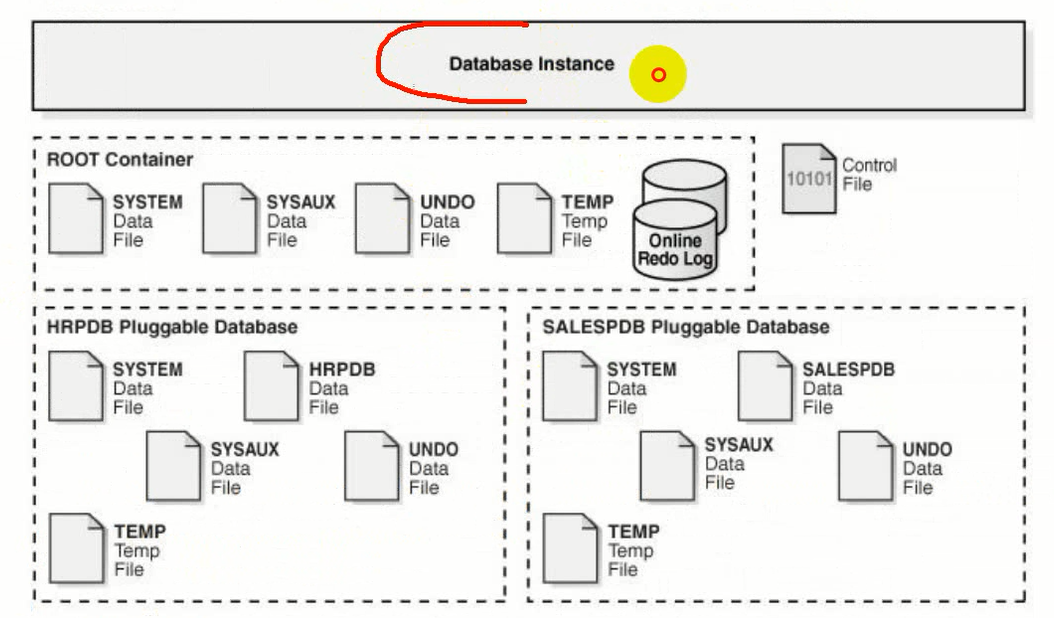 Database Instance
ROOT Container
SYSTEM
Data
File
SYSAUX
Data
File
UNDO
Data
File
TEMP
Temp
File
Online
Redo Log
10101
Control
File
HRPDB Pluggable Database
SYSTEM
Data
File
HRPDB
Data
File
SYSAUX
Data
File
UNDO
Data
File
TEMP
Temp
File
SALESPDB Pluggable Database
SYSTEM
Data
File
SALESPDB
Data
File
SYSAUX
Data
File
UNDO
Data
File
TEMP
Temp
File